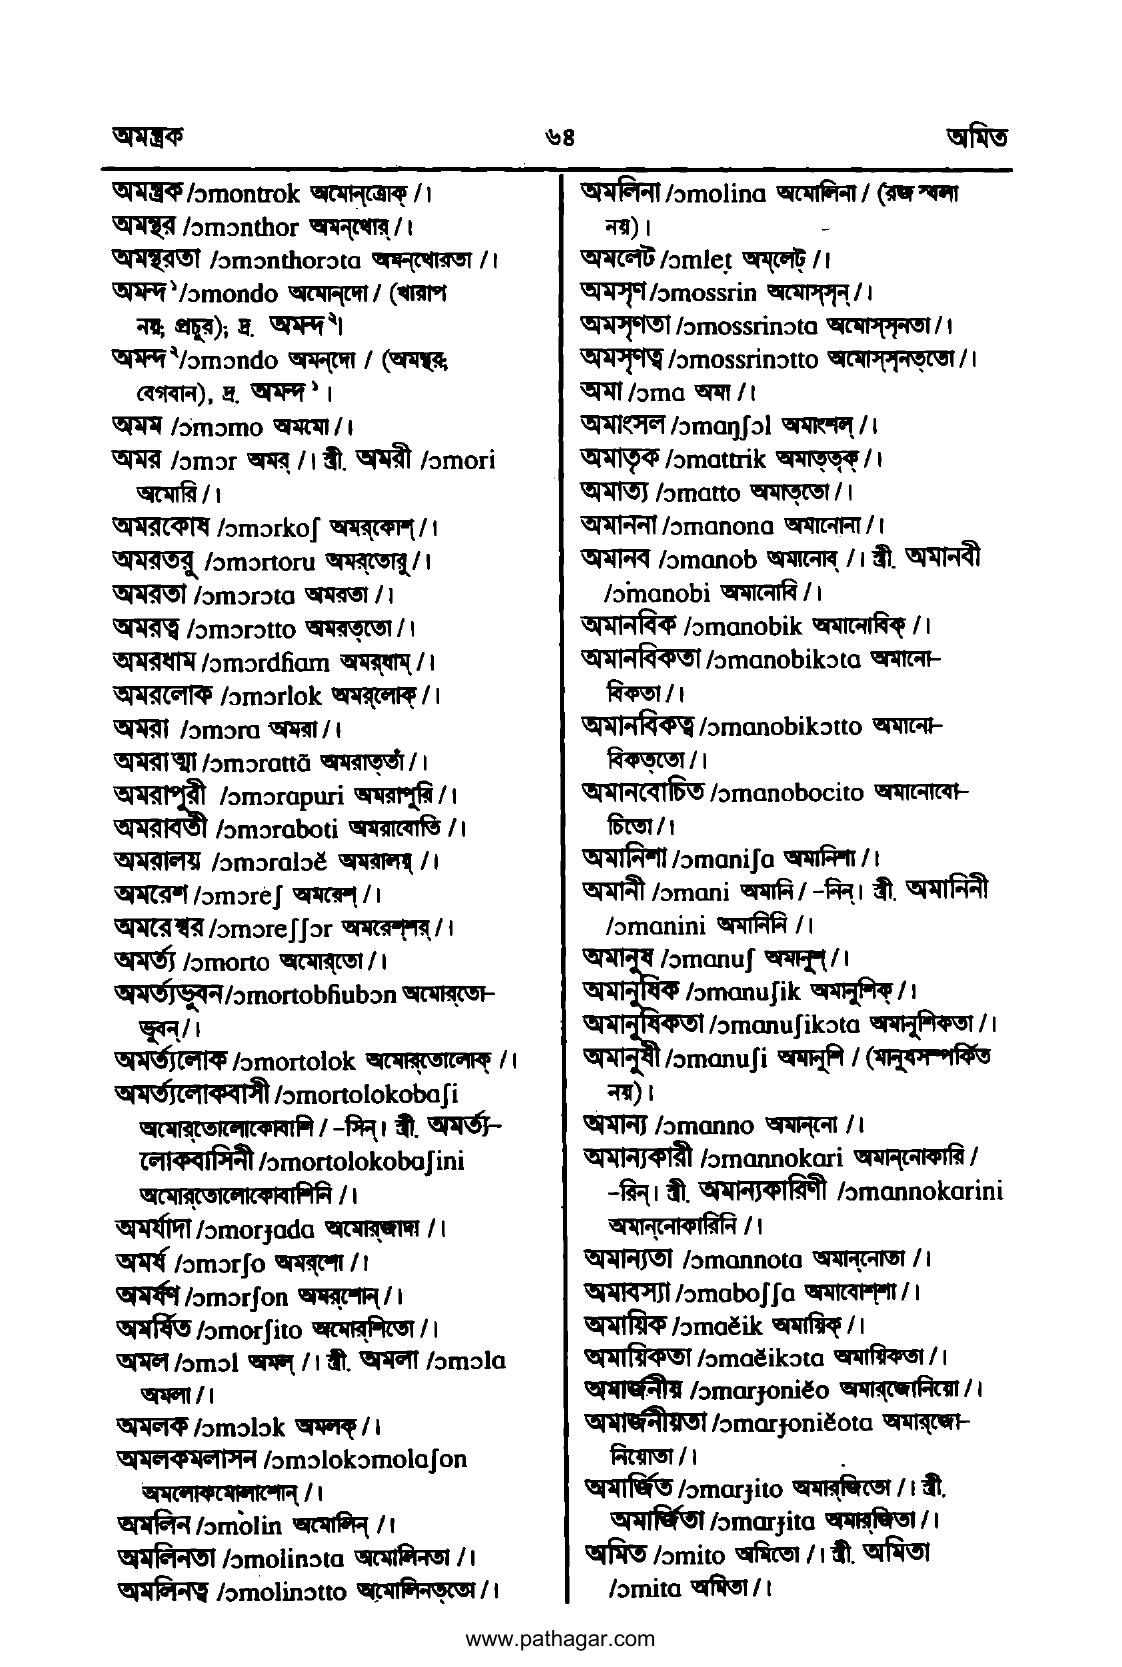 অমন্ত্রক ৬৪ অমিত
অমন্ত্রক /ɔmontrok অমোন্‌ত্রোক্‌ /।
অমন্থর /ɔmɔnthor অমন্‌থোর্‌ /।
অমন্থরতা /ɔmɔnthorɔta অমন্‌থোরতা /।
অমন্দ১ /ɔmondo অমোন্‌দো / (খারাপ
নয়; প্রচুর); দ্র. অমন্দ২।
অমন্দ২ /ɔmɔndo অমন্‌দো / (অমন্থর;
বেগবান), দ্র. অমন্দ১ ।
অমম /ɔmɔmo অমমো /।
অমর /ɔmɔr অমর্‌ /। স্ত্রী. অমরী /ɔmori
অমোরি /।
অমরকোষ /ɔmɔrkoʃ অমর্‌কোশ্‌ /।
অমরতরু /ɔmɔrtoru অমর্‌তোরু /।
অমরতা /ɔmɔrɔta অমরতা /।
অমরত্ব /ɔmɔrɔtto অমরত্‌তো /।
অমরধাম /ɔmɔrdɦam অমর্‌ধাম্‌ /।
অমরলোক /ɔmɔrlok অমর্‌লোক্‌ /।
অমরা /ɔmɔra অমরা /।
অমরাত্মা /ɔmɔrattã অমরাত্‌তাঁ /।
অমরাপুরী /ɔmɔrapuri অমরাপুরি /।
অমরাবতী /ɔmɔraboti অমরাবোতি /।
অমরালয় /ɔmɔralɔĕ অমরালয়্‌ /।
অমরেশ /ɔmɔreʃ অমরেশ্‌ /।
অমরেশ্বর /ɔmɔreʃʃɔr অমরেশ্‌শর্‌ /।
অমর্ত্য /ɔmorto অমোর্‌তো /।
অমর্ত্যভুবন /ɔmortobɦubɔn অমোর্‌তো-
ভুবন্‌ /।
অমর্ত্যলোক /ɔmortolok অমোর্‌তোলোক্‌ /।
অমর্ত্যলোকবাসী /ɔmortolokobaʃi
অমোর্‌তোলোকোবাশি / -সিন্‌। স্ত্রী. অমর্ত্য-
লোকবাসিনী /ɔmortolokobaʃini
অমোর্‌তোলোকোবাশিনি /।
অমর্যাদা /ɔmorɟada অমোর্‌জাদা /।
অমর্ষ /ɔmɔrʃo অমর্‌শো /।
অমর্ষণ /ɔmɔrʃon অমর্‌শোন্‌ /।
অমর্ষিত /ɔmorʃito অমোর্‌শিতো /।
অমল /ɔmɔl অমল্‌ /। স্ত্রী. অমলা /ɔmɔla
অমলা /।
অমলক /ɔmɔlɔk অমলক্‌ /।
অমলকমলাসন /ɔmɔlokɔmolaʃon
অমলোকমোলাশোন্‌ /।
অমলিন /ɔmolin অমোলিন্‌ /।
অমলিনতা /ɔmolinɔta অমোলিনতা /।
অমলিনত্ব /ɔmolinɔtto অমোলিনত্‌তো /।
অমলিনা /ɔmolina অমোলিনা / (রজস্বলা
নয়)।
অমলেট /ɔmleṭ অম্‌লেট্‌ /।
অমসৃণ /ɔmossrin অমোস্‌সৃন্‌ /।
অমসৃণতা /ɔmossrinɔta অমোস্‌সৃনতা /।
অমসৃণত্ব /ɔmossrinɔtto অমোস্‌সৃনত্‌তো /।
অমা /ɔma অমা /।
অমাংসল /ɔmaŋʃɔl অমাংশল্‌ /।
অমাতৃক /ɔmattrik অমাত্‌তৃক্‌ /।
অমাত্য /ɔmatto অমাত্‌তো /।
অমাননা /ɔmanona অমানোনা /।
অমানব /ɔmanob অমানোব্‌ /। স্ত্রী. অমানবী
/ɔmanobi অমানোবি /।
অমানবিক /ɔmanobik অমানোবিক্‌ /।
অমানবিকতা /ɔmanobikɔta অমানো-
বিকতা /।
অমানবিকত্ব /ɔmanobikɔtto অমানো-
বিকত্‌তো /।
অমানবোচিত /ɔmanobocito অমানোবো-
চিতো /।
অমানিশা /ɔmaniʃa অমানিশা /।
অমানী /ɔmani অমানি / -নিন্‌। স্ত্রী. অমানিনী
/ɔmanini অমানিনি /।
অমানুষ /ɔmanuʃ অমানুশ্‌ /।
অমানুষিক /ɔmanuʃik অমানুশিক্‌ /।
অমানুষিকতা /ɔmanuʃikɔta অমানুশিকতা /।
অমানুষী /ɔmanuʃi অমানুশি / (মানুষসম্পর্কিত
নয়)।
অমান্য /ɔmanno অমান্‌নো /।
অমান্যকারী /ɔmannokari অমান্‌নোকারি /
-রিন্‌। স্ত্রী. অমান্যকারিণী /ɔmannokarini
অমান্‌নোকারিনি /।
অমান্যতা /ɔmannota অমান্‌নোতা /।
অমাবস্যা /ɔmaboʃʃa অমাবোশ্‌শা /।
অমায়িক /ɔmaĕik অমায়িক্‌ /।
অমায়িকতা /ɔmaĕikɔta অমায়িকতা /।
অমার্জনীয় /ɔmarɟoniĕo অমার্‌জোনিয়ো /।
অমার্জনীয়তা /ɔmarɟoniĕota অমার্‌জো-
নিয়োতা /।
অমার্জিত /ɔmarɟito অমার্‌জিতো /। স্ত্রী.
অমার্জিতা /ɔmarɟita অমার্‌জিতা /।
অমিত /ɔmito অমিতো /। স্ত্রী. অমিতা
/ɔmita অমিতা /।
www.pathagar.com